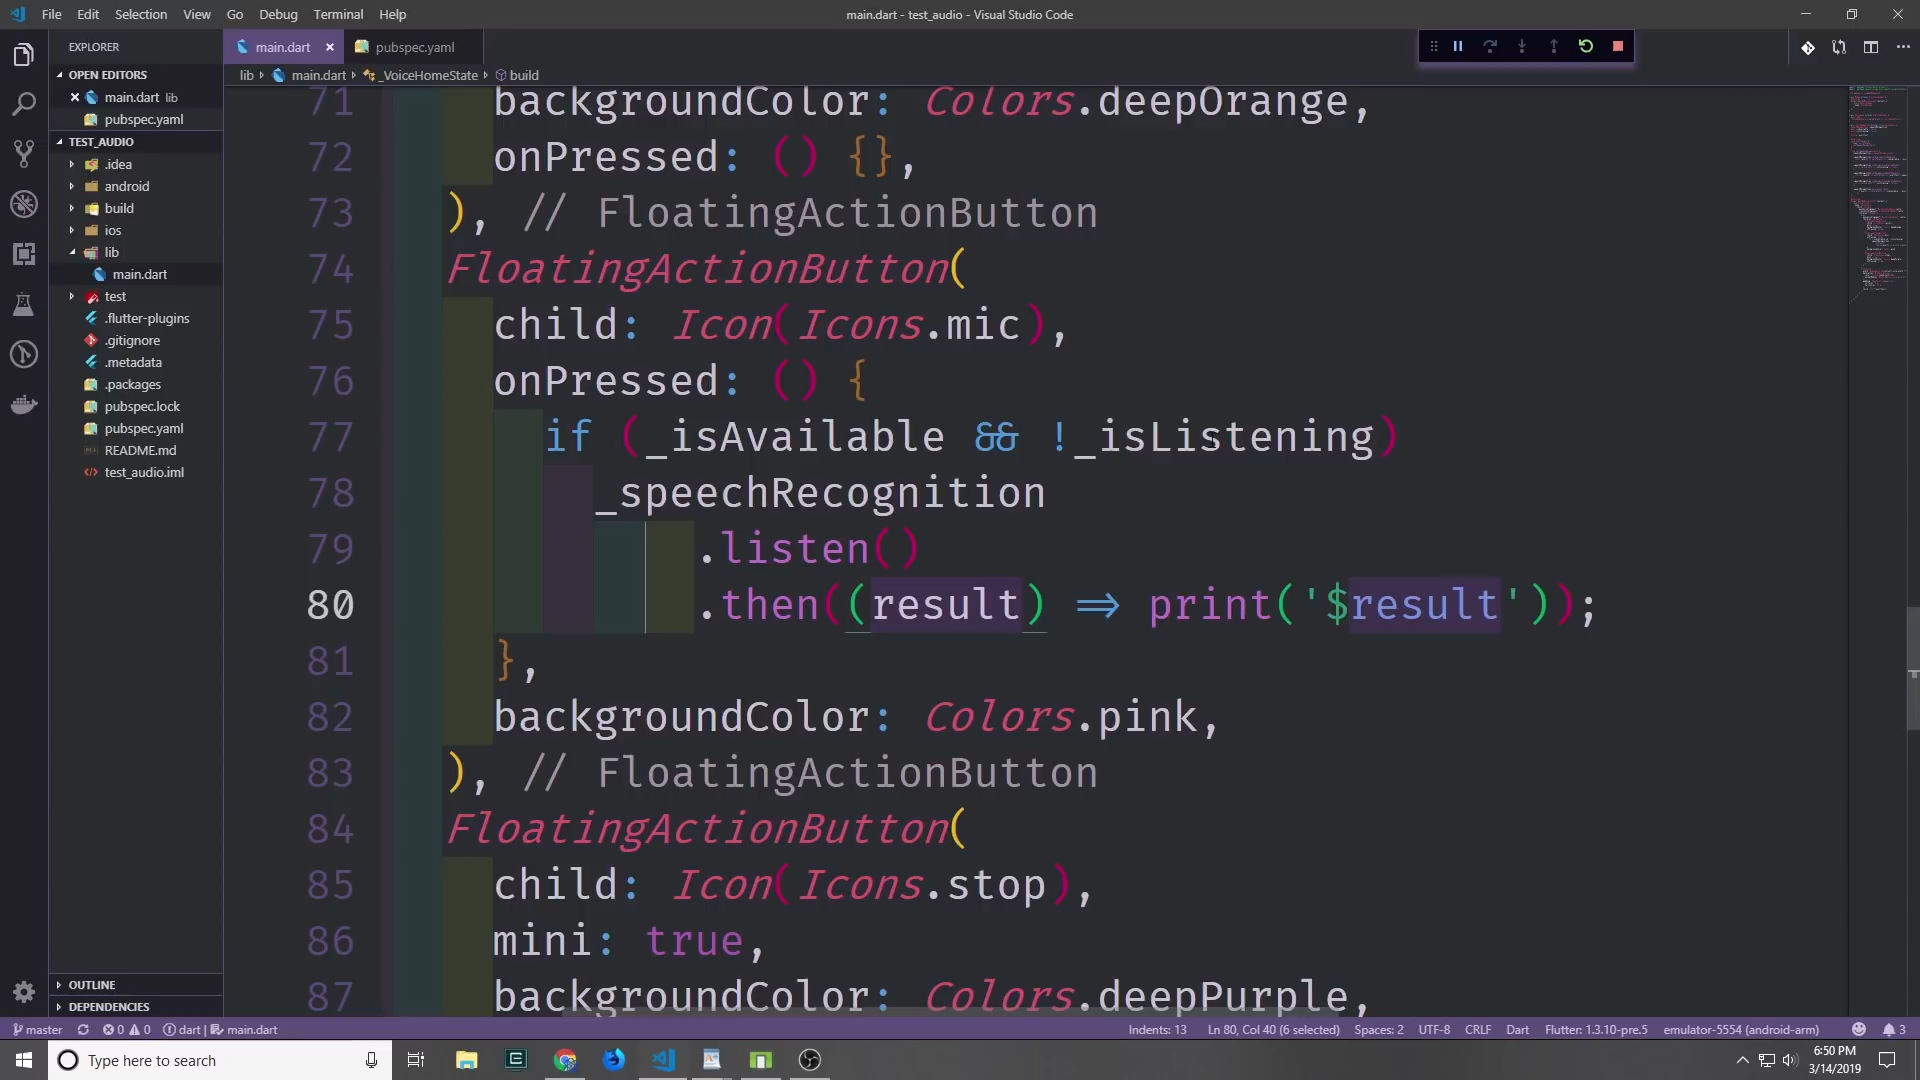 File Edit Selection View Go Debug Terminal Help
main.dart - test_audio - Visual Studio Code
EXPLORER
OPEN EDITORS
main.dart lib
pubspec.yaml
TEST_AUDIO
.idea
android
build
ios
lib
main.dart
test
.flutter-plugins
.gitignore
.metadata
.packages
pubspec.lock
pubspec.yaml
README.md
test_audio.iml
OUTLINE
DEPENDENCIES
main.dart pubspec.yaml
lib main.dart _VoiceHomeState build
71 backgroundColor: Colors.deepOrange,
72 onPressed: () {},
73 ), // FloatingActionButton
74 FloatingActionButton(
75 child: Icon(Icons.mic),
76 onPressed: () {
77 if (_isAvailable && !_isListening)
78 _speechRecognition
79 .listen()
80 .then((result) => print('$result'));
81 },
82 backgroundColor: Colors.pink,
83 ), // FloatingActionButton
84 FloatingActionButton(
85 child: Icon(Icons.stop),
86 mini: true,
87 backgroundColor: Colors.deepPurple,
master 0 0 dart | main.dart Indents: 13 Ln 80, Col 40 (6 selected) Spaces: 2 UTF-8 CRLF Dart Flutter: 1.3.10-pre.5 emulator-5554 (android-arm) 3
Type here to search
6:50 PM
3/14/2019